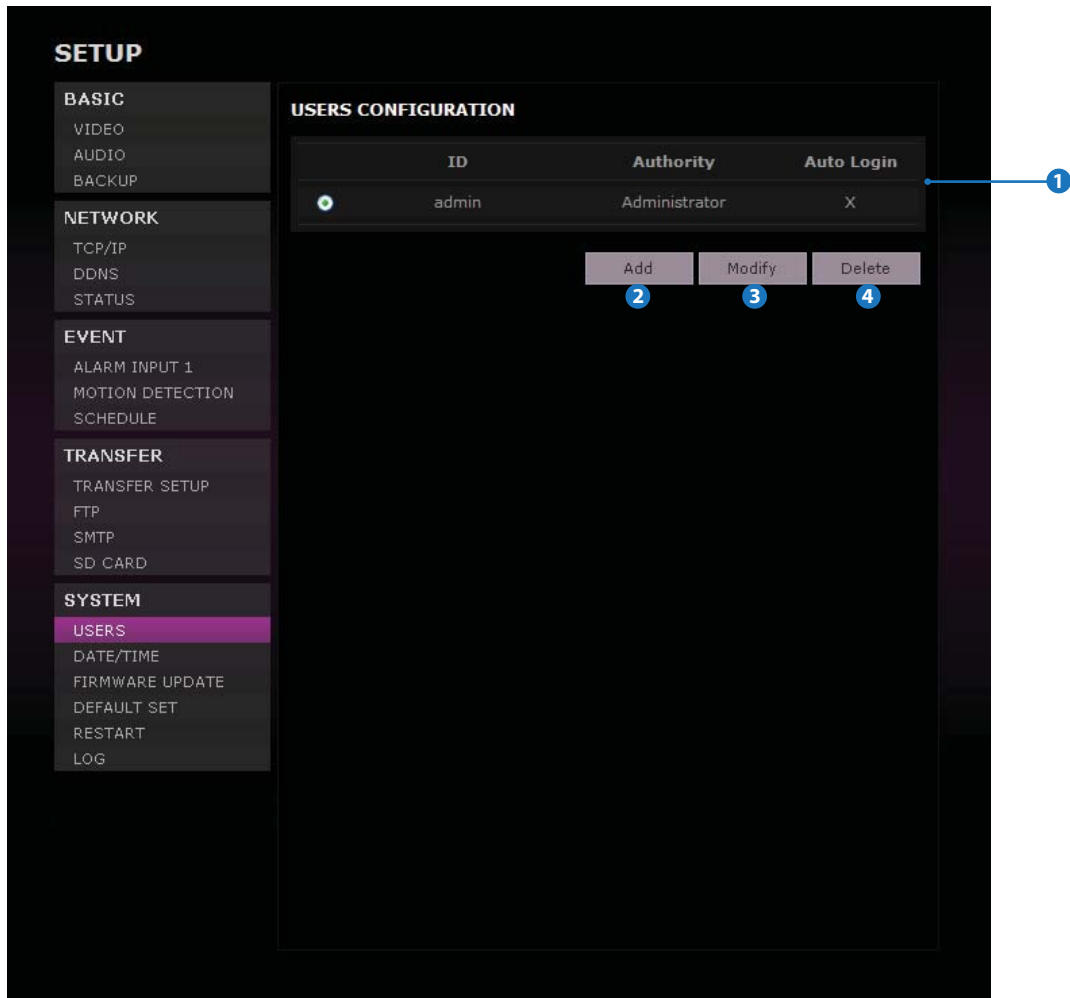 SETUP
BASIC
VIDEO
AUDIO
BACKUP
NETWORK
TCP/IP
DDNS
STATUS
EVENT
ALARM INPUT 1
MOTION DETECTION
SCHEDULE
TRANSFER
TRANSFER SETUP
FTP
SMTP
SD CARD
SYSTEM
USERS
DATE/TIME
FIRMWARE UPDATE
DEFAULT SET
RESTART
LOG
USERS CONFIGURATION
ID Authority Auto Login
admin Administrator X
1
Add Modify Delete
2 3 4